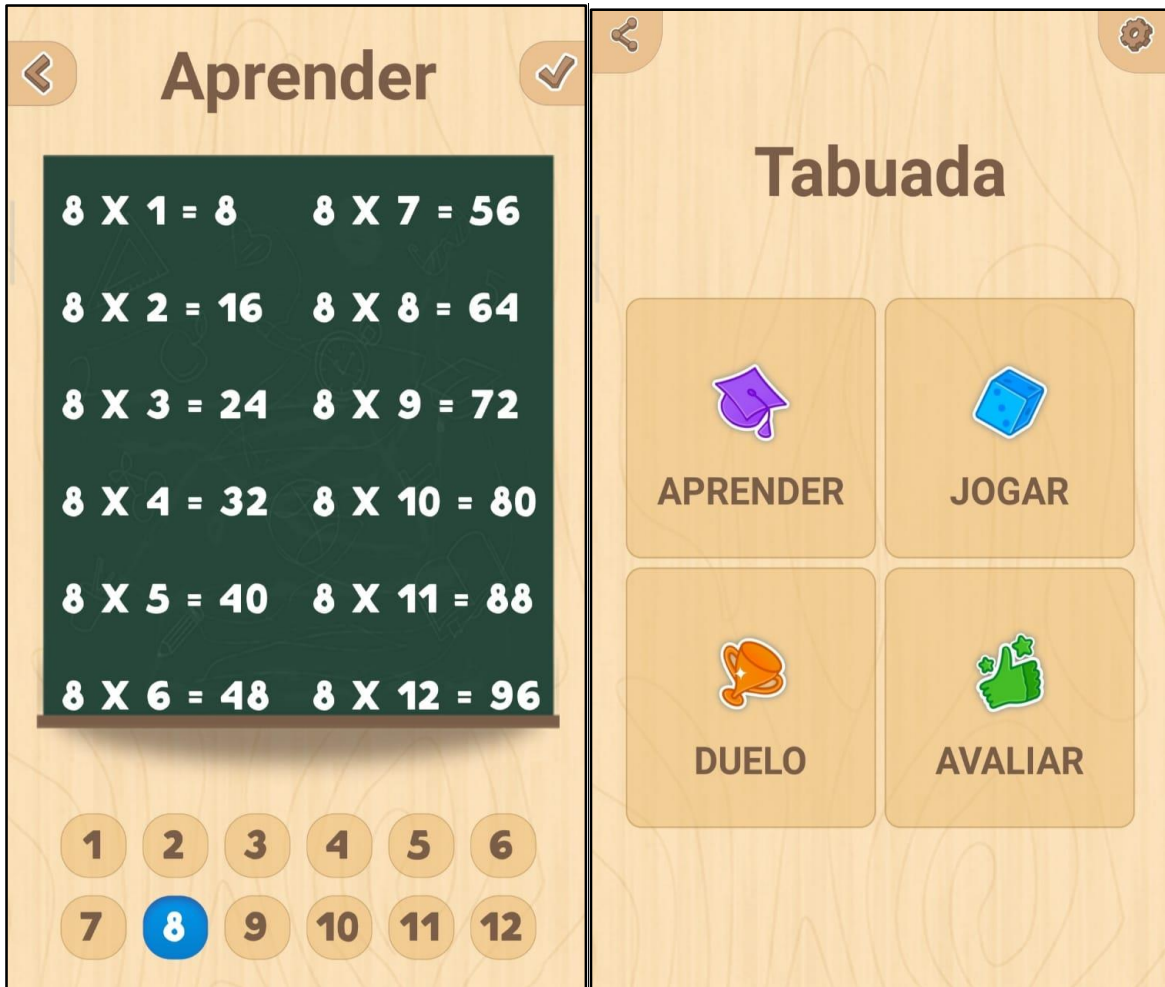 Aprender
8 X 1 = 8
8 X 2 = 16
8 X 3 = 24
8 X 4 = 32
8 X 5 = 40
8 X 6 = 48
8 X 7 = 56
8 X 8 = 64
8 X 9 = 72
8 X 10 = 80
8 X 11 = 88
8 X 12 = 96
1 2 3 4 5 6
7 8 9 10 11 12
Tabuada
APRENDER
JOGAR
DUELO
AVALIAR